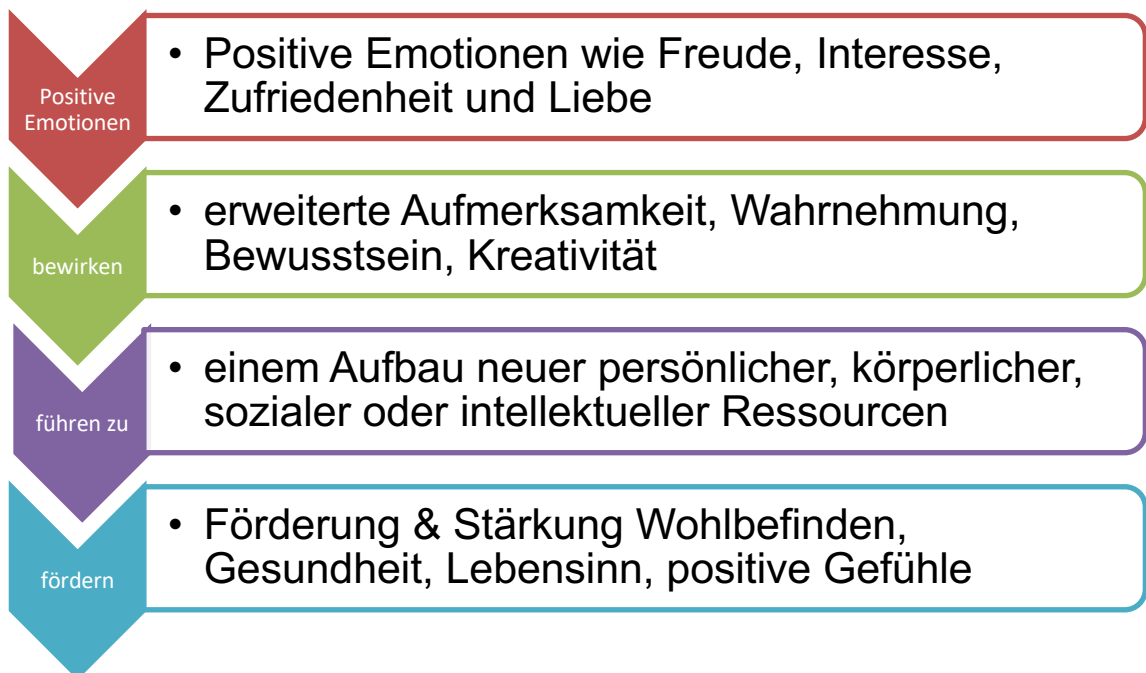 Positive
Emotionen
• Positive Emotionen wie Freude, Interesse,
Zufriedenheit und Liebe
bewirken
• erweiterte Aufmerksamkeit, Wahrnehmung,
Bewusstsein, Kreativität
führen zu
• einem Aufbau neuer persönlicher, körperlicher,
sozialer oder intellektueller Ressourcen
fördern
• Förderung & Stärkung Wohlbefinden,
Gesundheit, Lebensinn, positive Gefühle